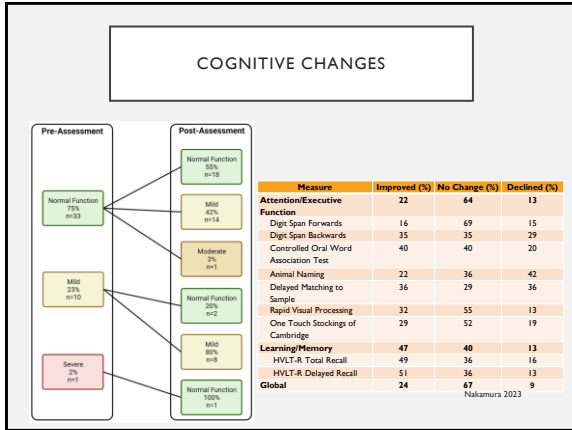 COGNITIVE CHANGES
Pre-Assessment
Normal Function
75%
n=33
Mild
23%
n=10
Severe
2%
n=1
Post-Assessment
Normal Function
55%
n=18
Mild
42%
n=14
Moderate
3%
n=1
Normal Function
20%
n=2
Mild
80%
n=8
Normal Function
100%
n=1
Measure Improved (%) No Change (%) Declined (%)
Attention/Executive 22 64 13
Function
Digit Span Forwards 16 69 15
Digit Span Backwards 35 35 29
Controlled Oral Word 40 40 20
Association Test
Animal Naming 22 36 42
Delayed Matching to 36 29 36
Sample
Rapid Visual Processing 32 55 13
One Touch Stockings of 29 52 19
Cambridge
Learning/Memory 47 40 13
HVLT-R Total Recall 49 36 16
HVLT-R Delayed Recall 51 36 13
Global 24 67 9
Nakamura 2023